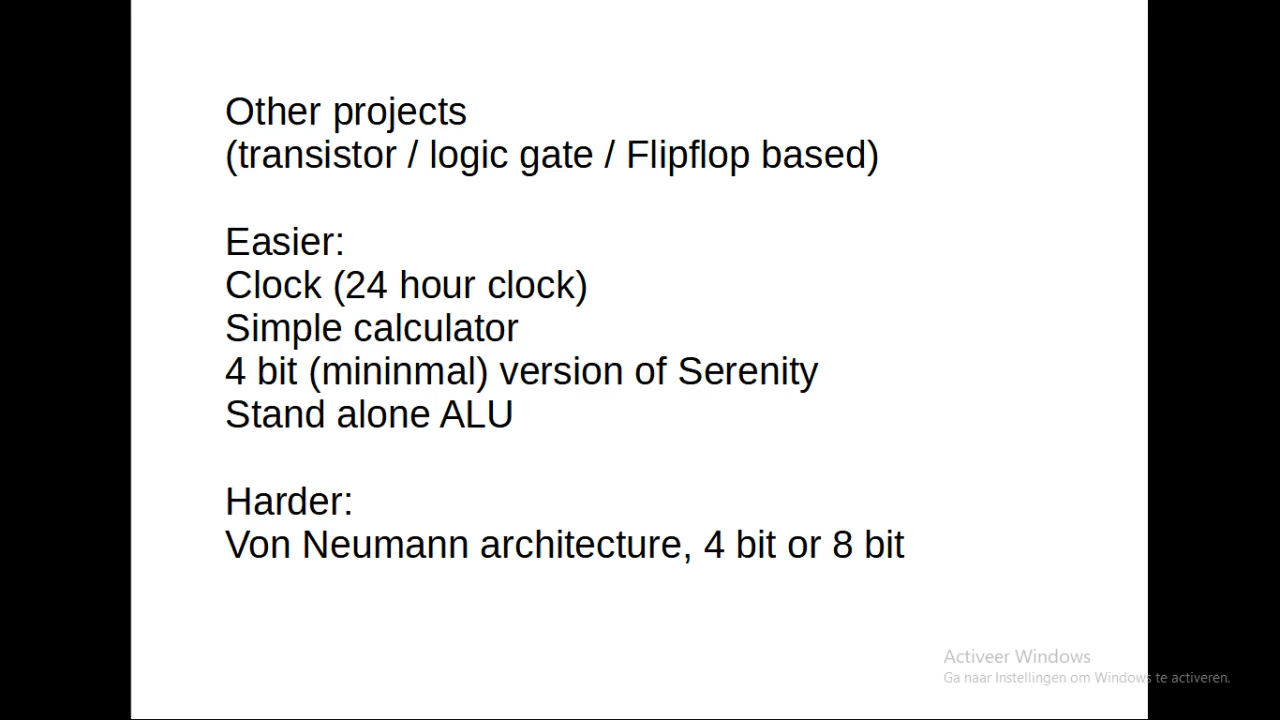 Other projects
(transistor / logic gate / Flipflop based)
Easier:
Clock (24 hour clock)
Simple calculator
4 bit (mininmal) version of Serenity
Stand alone ALU
Harder:
Von Neumann architecture, 4 bit or 8 bit
Activeer Windows
Ga naar Instellingen om Windows te activeren.